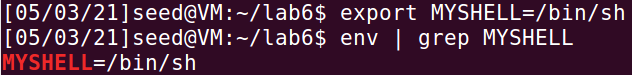 [05/03/21]seed@VM:~/lab6$ export MYSHELL=/bin/sh
[05/03/21]seed@VM:~/lab6$ env | grep MYSHELL
MYSHELL=/bin/sh